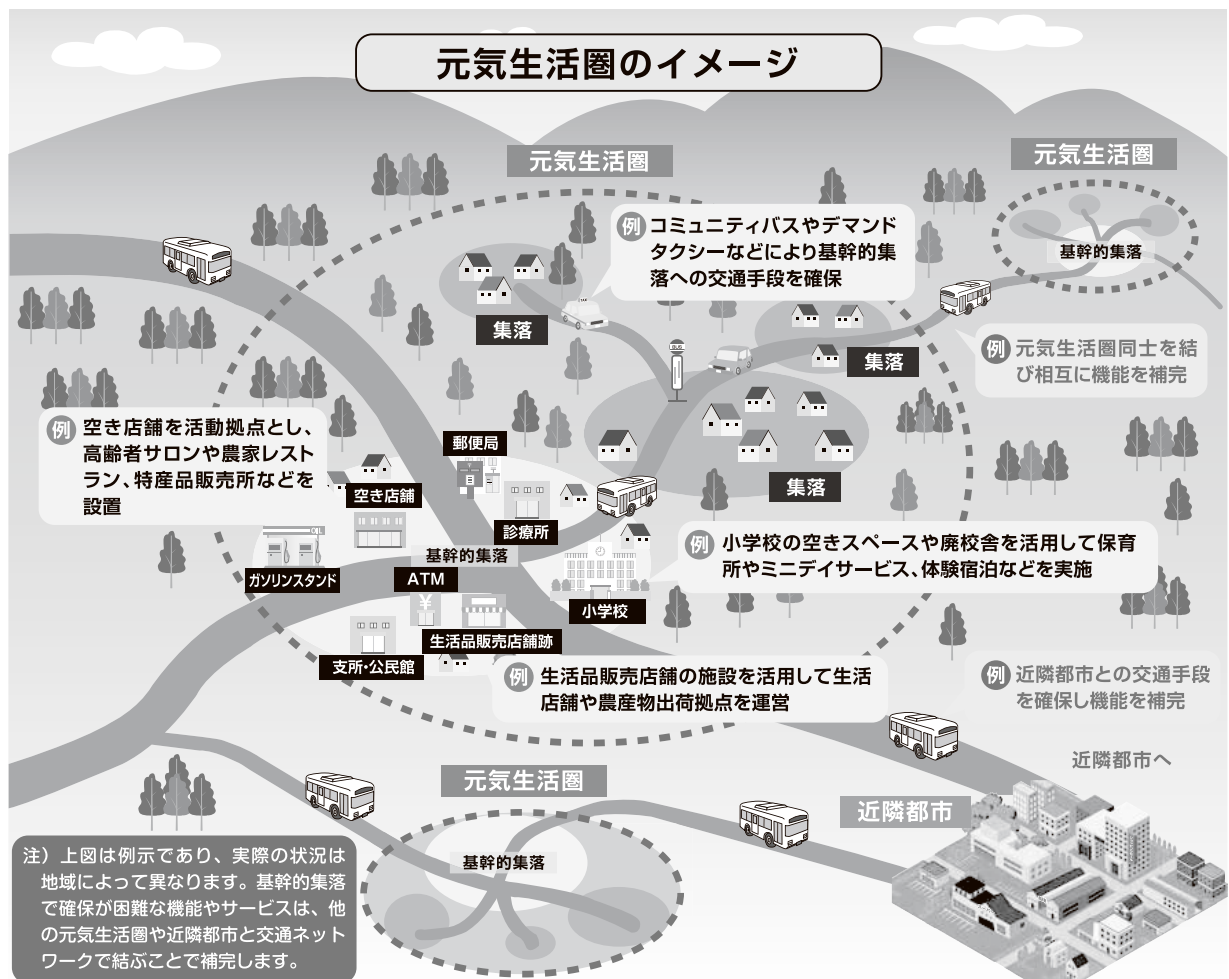 元気生活圏のイメージ
元気生活圏
元気生活圏
基幹的集落
例 コミュニティバスやデマンド
タクシーなどにより基幹的集
落への交通手段を確保
TAXI
集落
BUS
集落
例 元気生活圏同士を結
び相互に機能を補完
例 空き店舗を活動拠点とし、
高齢者サロンや農家レスト
ラン、特産品販売所などを
設置
郵便局
空き店舗
集落
診療所
基幹的集落
例 小学校の空きスペースや廃校舎を活用して保育
所やミニデイサービス、体験宿泊などを実施
ガソリンスタンド
ATM
¥
小学校
生活品販売店舗跡
支所・公民館
例 生活品販売店舗の施設を活用して生活
店舗や農産物出荷拠点を運営
例 近隣都市との交通手段
を確保し機能を補完
近隣都市へ
元気生活圏
近隣都市
基幹的集落
注）上図は例示であり、実際の状況は
地域によって異なります。基幹的集落
で確保が困難な機能やサービスは、他
の元気生活圏や近隣都市と交通ネット
ワークで結ぶことで補完します。